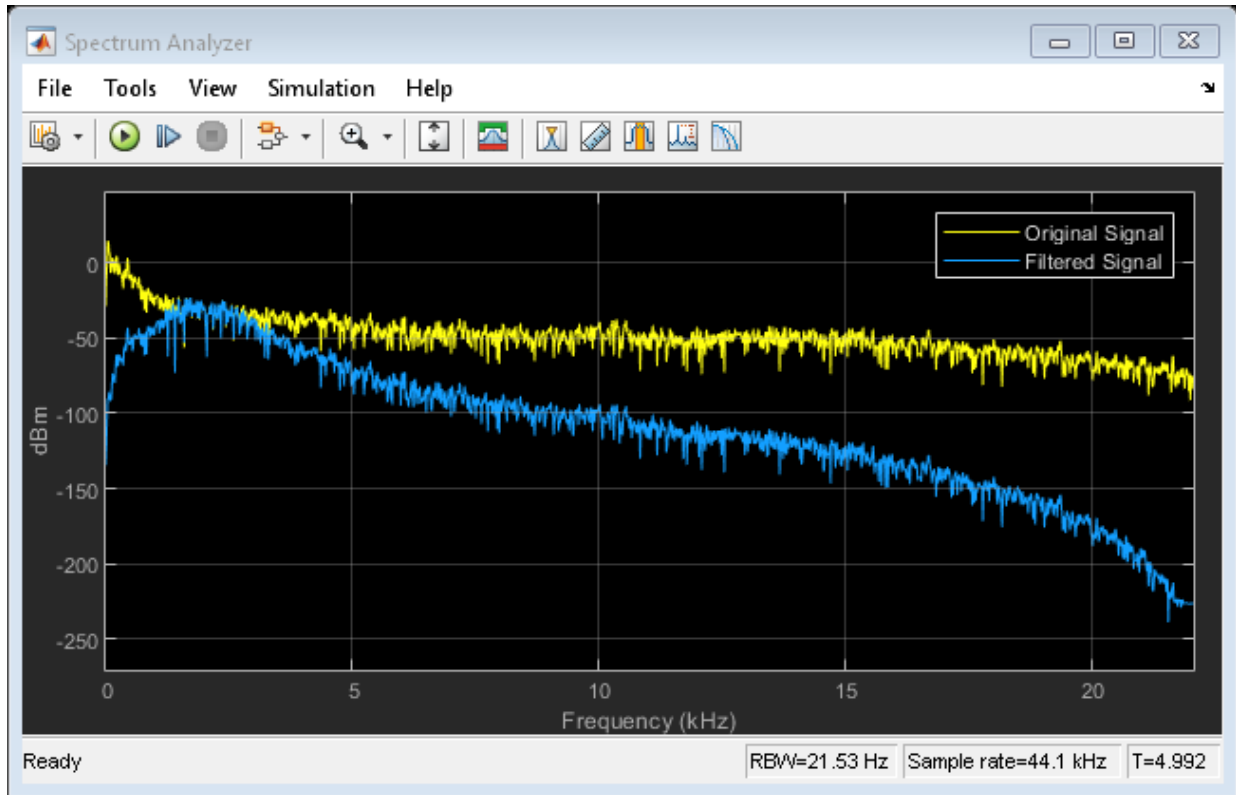 Spectrum Analyzer
File Tools View Simulation Help
Original Signal
Filtered Signal
0
-50
-100
-150
-200
-250
dBm
0 5 10 15 20
Frequency (kHz)
Ready RBW=21.53 Hz Sample rate=44.1 kHz T=4.992